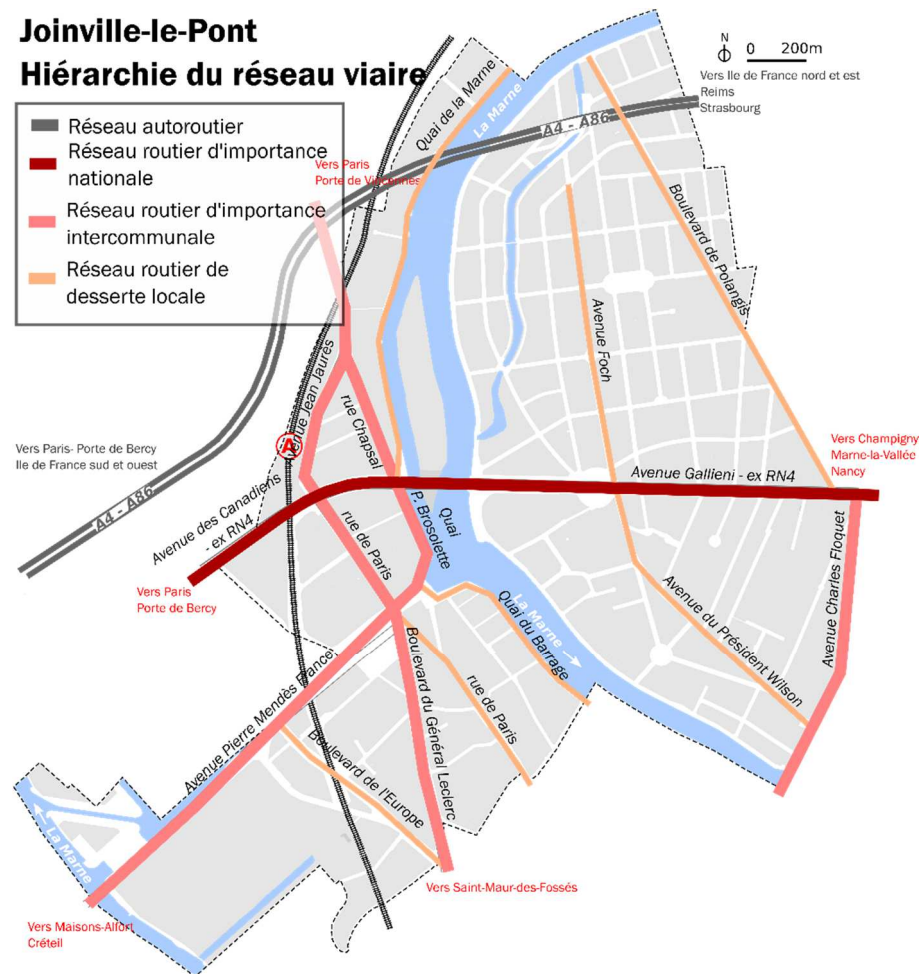 Joinville-le-Pont
Hiérarchie du réseau viaire
N
0 200m
Vers Ile de France nord et est
Reims
Strasbourg
Réseau autoroutier
Réseau routier d'importance
nationale
Réseau routier d'importance
intercommunale
Réseau routier de
desserte locale
Vers Paris
Porte de Vincennes
Quai de la Marne
La Marne
A4 - A86
Boulevard de Polangis
Avenue Foch
Avenue Jean Jaurés
rue Chapsal
A
Vers Paris- Porte de Bercy
Ile de France sud et ouest
A4 - A86
Vers Champigny
Marne-la-Vallée
Nancy
Avenue Gallieni - ex RN4
Avenue des Canadiens
- ex RN4
Quai
P. Brosolette
rue de Paris
Vers Paris
Porte de Bercy
Avenue Charles Floquet
La Marne →
Quai du Barrage
Avenue du Président Wilson
Boulevard du Général Leclerc
rue de Paris
Avenue Pierre Mendès France
Boulevard de l'Europe
← La Marne
Vers Saint-Maur-des-Fossés
Vers Maisons-Alfort
Créteil